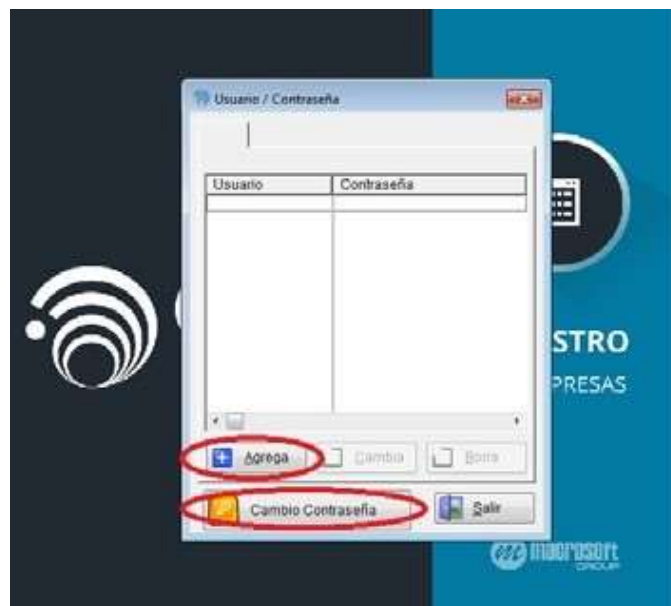 Usuario / Contraseña
Usuario Contraseña
STRO
PRESAS
Agrega Cambia Borra
Cambio Contraseña Salir
macrosoft
GROUP